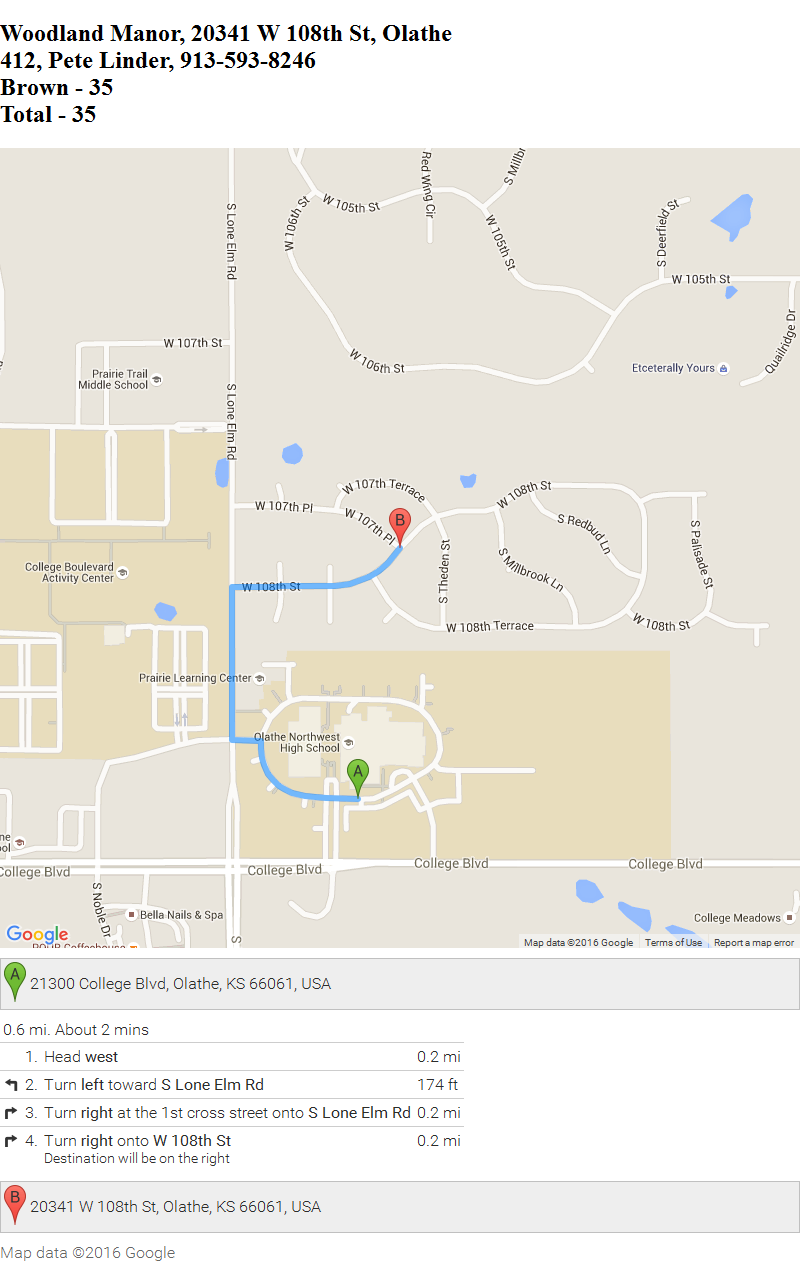 Woodland Manor, 20341 W 108th St, Olathe
412, Pete Linder, 913-593-8246
Brown - 35
Total - 35
S Millbr
Red Wing Cir
W 105th St
W 106th St
S Lone Elm Rd
W 105th St
S Deerfield St
W 105th St
W 107th St
Quailridge Dr
W 106th St
Etceterally Yours
Prairie Trail
Middle School
S Lone Elm Rd
W 107th Terrace
W 108th St
W 107th Pl
W 107th Pl
B
S Redbud Ln
S Palisade St
College Boulevard
Activity Center
S Theden St
S Millbrook Ln
W 108th St
W 108th Terrace
W 108th St
Prairie Learning Center
Olathe Northwest
High School
A
ne
ool
College Blvd
College Blvd
College Blvd
College Blvd
S Noble Dr
Bella Nails & Spa
College Meadows
S
Google
POUR Coffeehouse
Map data ©2016 Google
Terms of Use
Report a map error
A
21300 College Blvd, Olathe, KS 66061, USA
0.6 mi. About 2 mins
1. Head west 0.2 mi
2. Turn left toward S Lone Elm Rd 174 ft
3. Turn right at the 1st cross street onto S Lone Elm Rd 0.2 mi
4. Turn right onto W 108th St 0.2 mi
Destination will be on the right
B
20341 W 108th St, Olathe, KS 66061, USA
Map data ©2016 Google